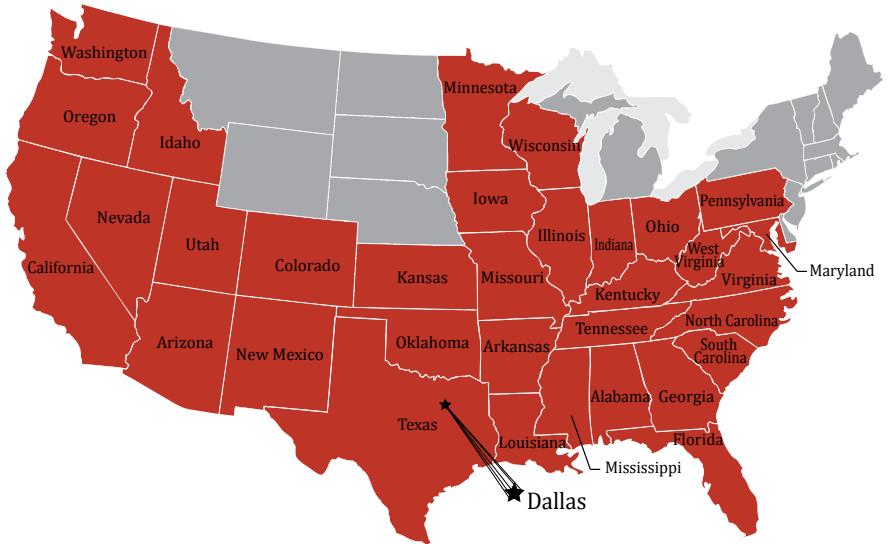 Washington
Minnesota
Oregon
Idaho
Wisconsin
Iowa
Pennsylvania
Nevada
Ohio
Illinois
Indiana
Utah
West
Virginia
California
Colorado
Maryland
Kansas
Missouri
Virginia
Kentucky
North Carolina
Tennessee
Arizona
Oklahoma
Arkansas
South
Carolina
New Mexico
Alabama
Georgia
Texas
Louisiana
Florida
Mississippi
Dallas